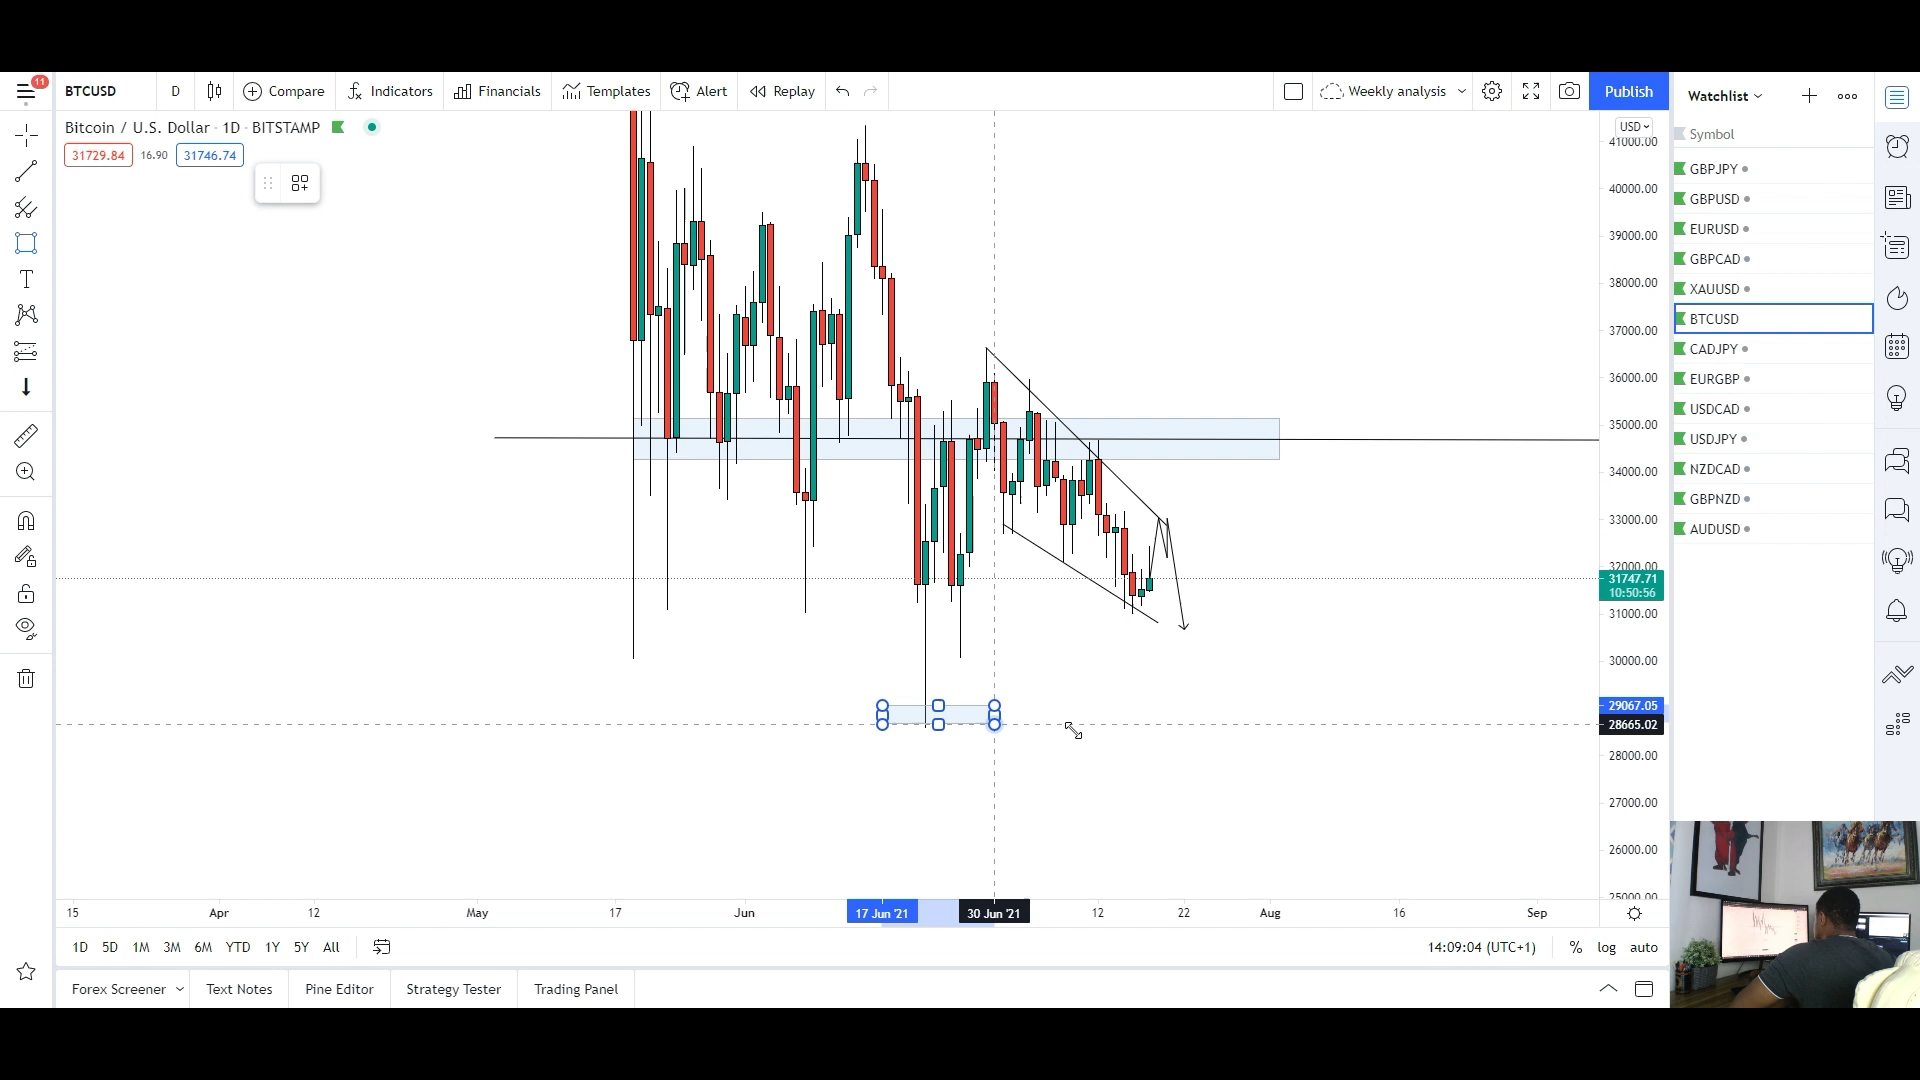 11
BTCUSD D Compare Indicators Financials Templates Alert Replay Weekly analysis Publish
Watchlist
Bitcoin / U.S. Dollar · 1D · BITSTAMP
31729.84 16.90 31746.74
USD
Symbol
GBPJPY
GBPUSD
EURUSD
GBPCAD
XAUUSD
BTCUSD
CADJPY
EURGBP
USDCAD
USDJPY
NZDCAD
GBPNZD
AUDUSD
41000.00
40000.00
39000.00
38000.00
37000.00
36000.00
35000.00
34000.00
33000.00
32000.00
31747.71
10:50:56
31000.00
30000.00
29067.05
28665.02
28000.00
27000.00
26000.00
25000.00
15 Apr 12 May 17 Jun 17 Jun '21 30 Jun '21 12 22 Aug 16 Sep
1D 5D 1M 3M 6M YTD 1Y 5Y All 14:09:04 (UTC+1) % log auto
Forex Screener Text Notes Pine Editor Strategy Tester Trading Panel